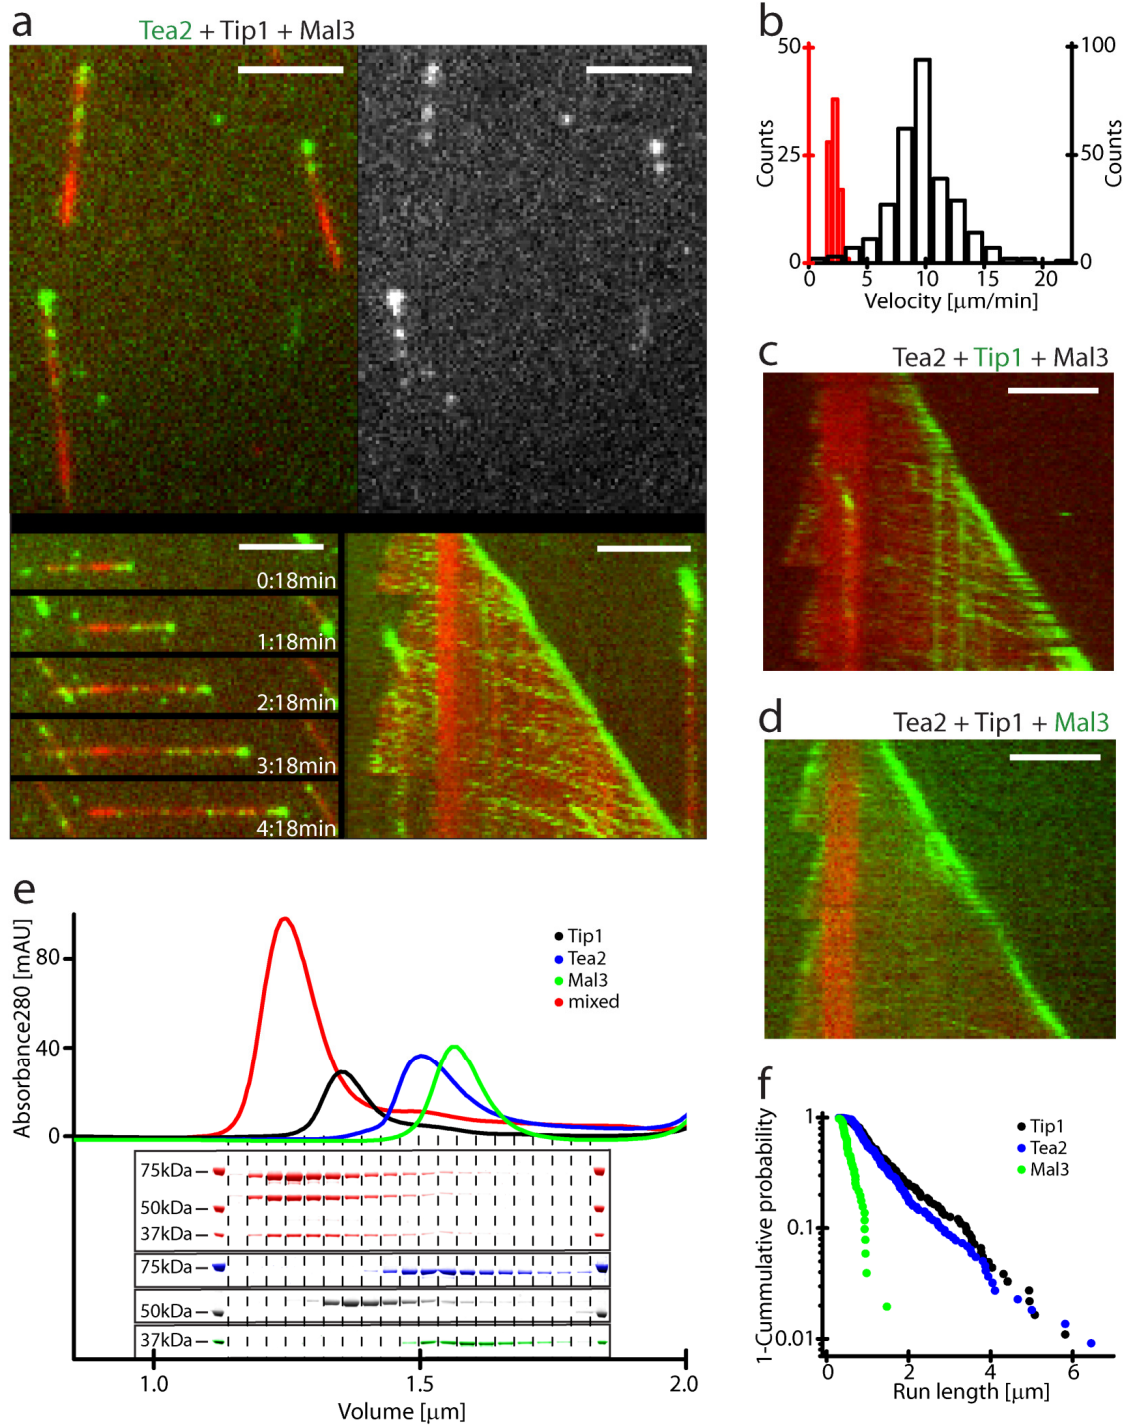 a
Tea2 + Tip1 + Mal3
0:18min
1:18min
2:18min
3:18min
4:18min
b
50
25
0
Counts
100
50
0
Counts
0 5 10 15 20
Velocity [μm/min]
c
Tea2 + Tip1 + Mal3
d
Tea2 + Tip1 + Mal3
e
Absorbance280 [mAU]
80
40
0
Tip1
Tea2
Mal3
mixed
75kDa
50kDa
37kDa
75kDa
50kDa
37kDa
1.0 1.5 2.0
Volume [μm]
f
1-Cummulative probability
1
0.1
0.01
Tip1
Tea2
Mal3
0 2 4 6
Run length [μm]